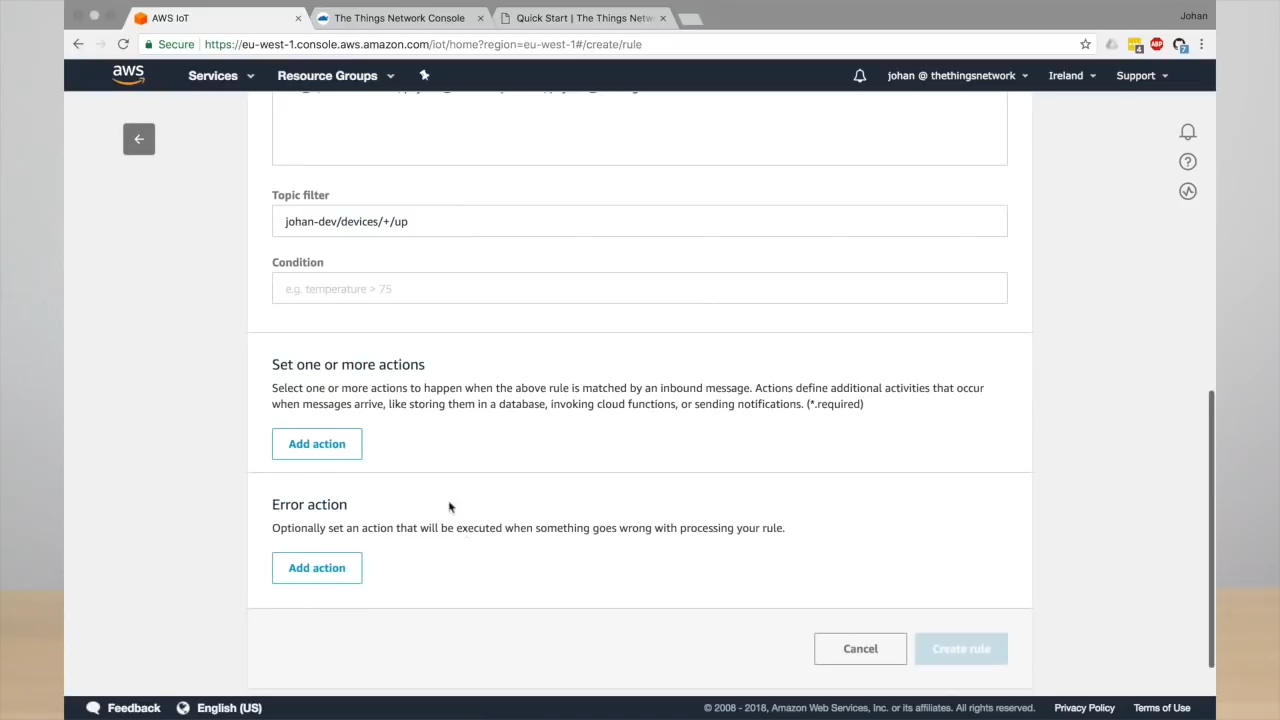 AWS IoT
The Things Network Console
Quick Start | The Things Netw
Johan
Secure https://eu-west-1.console.aws.amazon.com/iot/home?region=eu-west-1#/create/rule
4 ABP 7
aws Services Resource Groups johan @ thethingsnetwork Ireland Support
Topic filter
johan-dev/devices/+/up
Condition
e.g. temperature > 75
Set one or more actions
Select one or more actions to happen when the above rule is matched by an inbound message. Actions define additional activities that occur
when messages arrive, like storing them in a database, invoking cloud functions, or sending notifications. (*.required)
Add action
Error action
Optionally set an action that will be executed when something goes wrong with processing your rule.
Add action
Cancel Create rule
Feedback English (US) © 2008 - 2018, Amazon Web Services, Inc. or its affiliates. All rights reserved. Privacy Policy Terms of Use